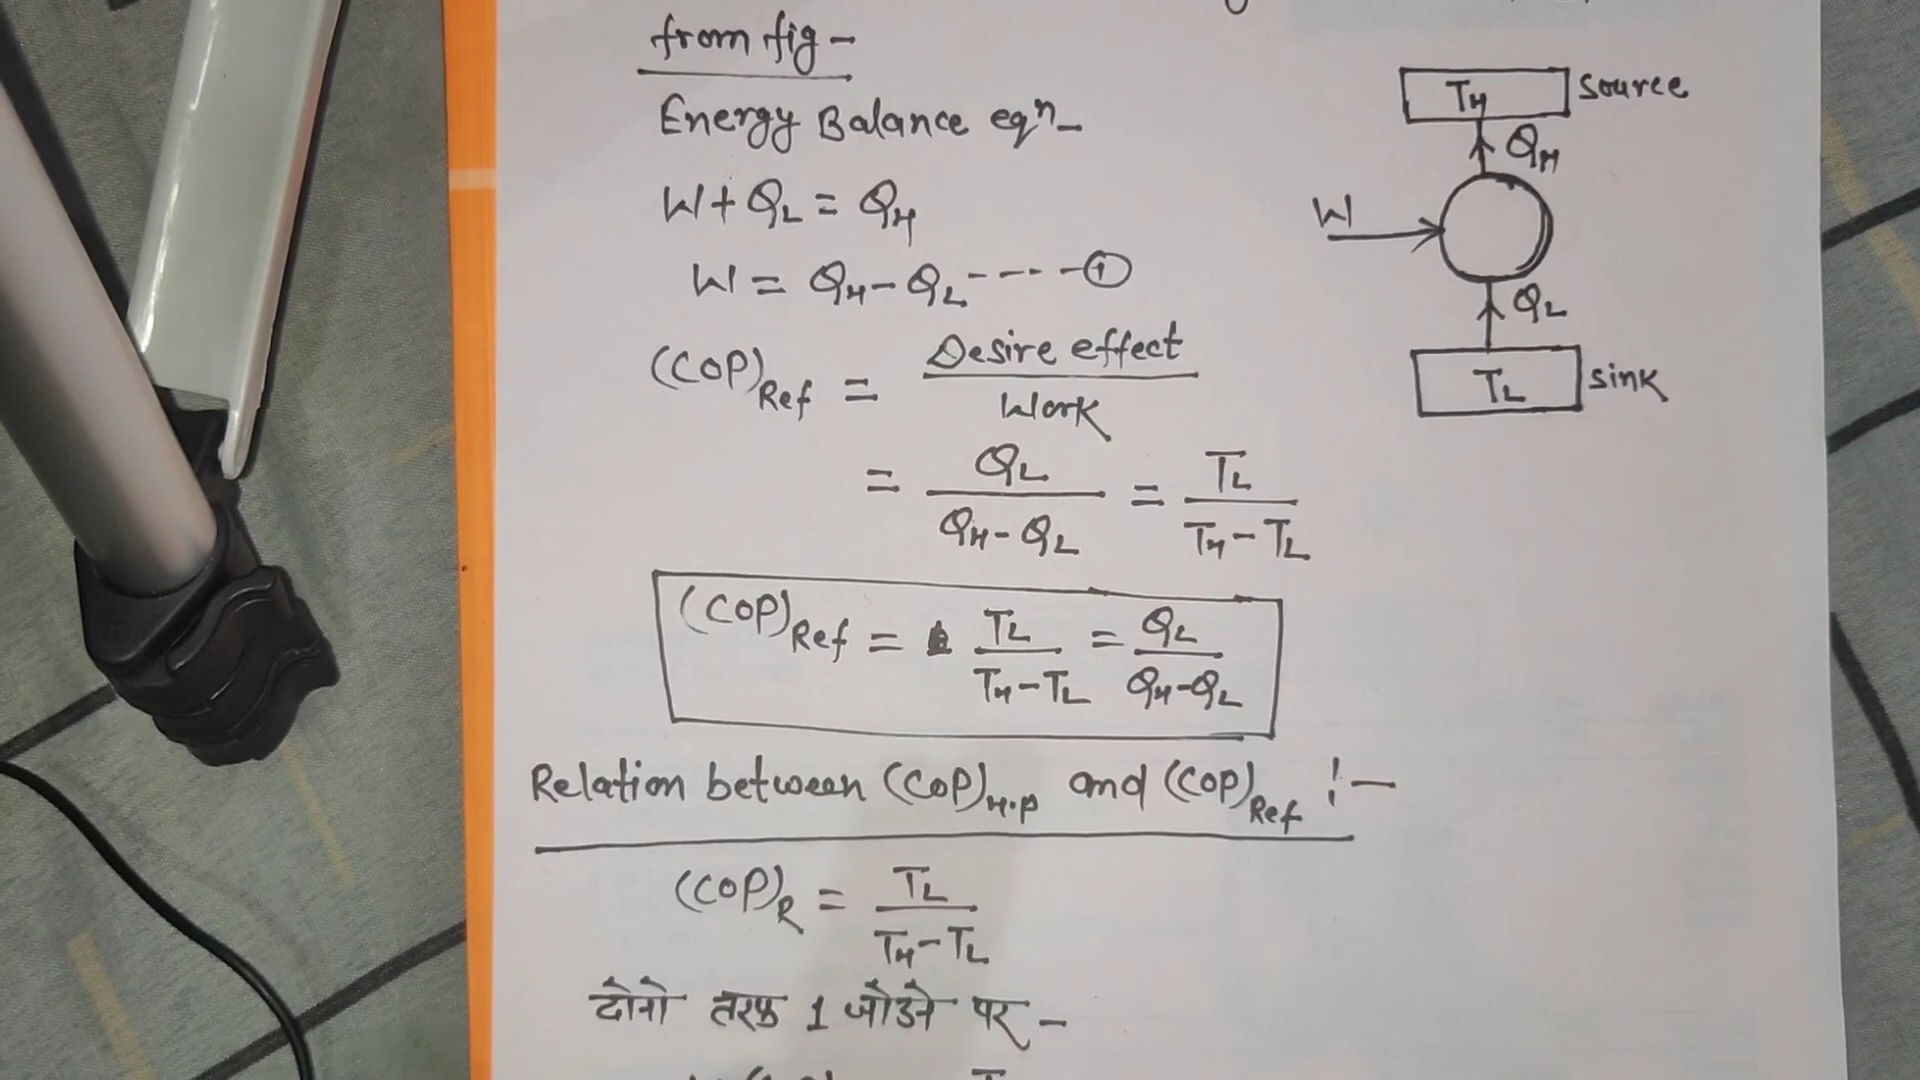 from fig -
Energy Balance eqⁿ-
W + Q_L = Q_H
W = Q_H - Q_L ---- ①
(COP)_Ref = Desire effect / Work
= Q_L / Q_H - Q_L = T_L / T_H - T_L
(COP)_Ref = T_L / T_H - T_L = Q_L / Q_H - Q_L
T_H source
Q_H
W
Q_L
T_L sink
Relation between (COP)_H.P and (COP)_Ref :-
(COP)_R = T_L / T_H - T_L
दोनो तरफ 1 जोडने पर -